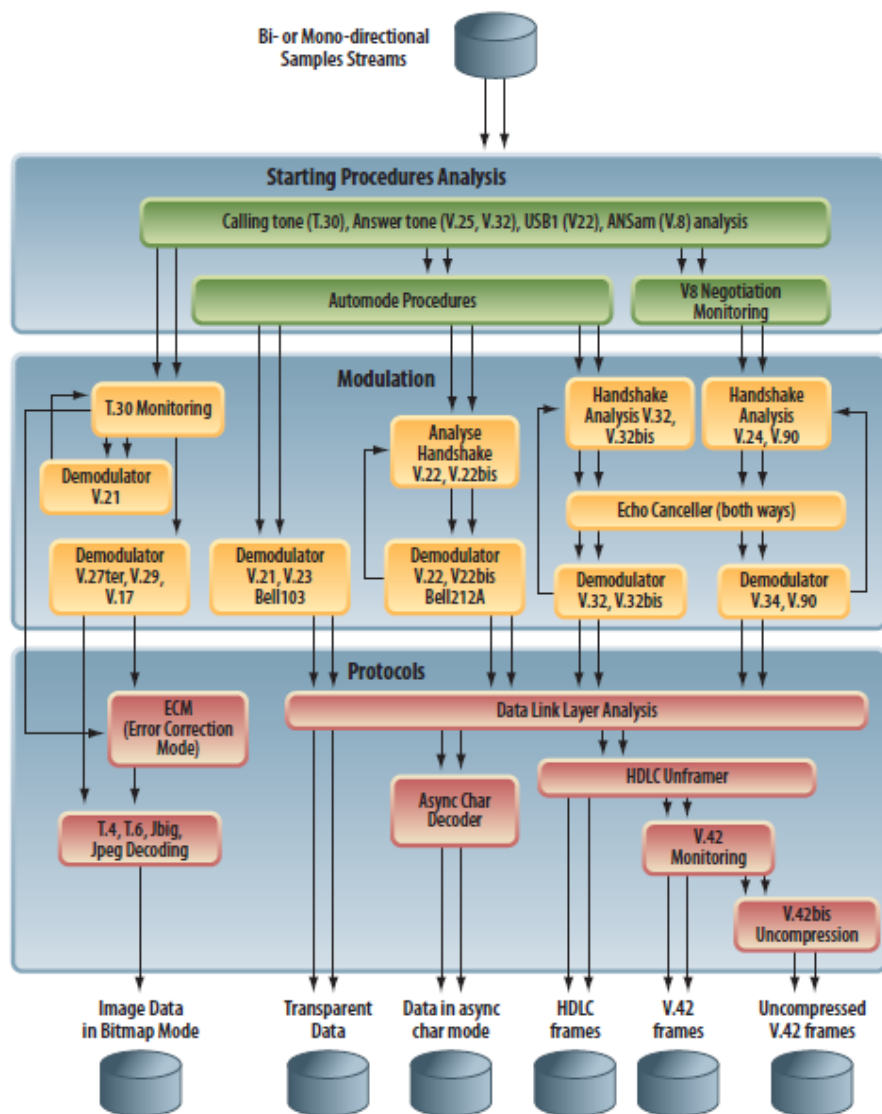 Bi- or Mono-directional
Samples Streams
Starting Procedures Analysis
Calling tone (T.30), Answer tone (V.25, V.32), USB1 (V22), ANSam (V.8) analysis
Automode Procedures
V8 Negotiation
Monitoring
Modulation
T.30 Monitoring
Demodulator
V.21
Analyse
Handshake
V.22, V.22bis
Handshake
Analysis V.32,
V.32bis
Handshake
Analysis
V.24, V.90
Echo Canceller (both ways)
Demodulator
V.27ter, V.29,
V.17
Demodulator
V.21, V.23
Bell103
Demodulator
V.22, V22bis
Bell212A
Demodulator
V.32, V.32bis
Demodulator
V.34, V.90
Protocols
ECM
(Error Correction
Mode)
Data Link Layer Analysis
T.4, T.6, Jbig,
Jpeg Decoding
Async Char
Decoder
HDLC Unframer
V.42
Monitoring
V.42bis
Uncompression
Image Data
in Bitmap Mode
Transparent
Data
Data in async
char mode
HDLC
frames
V.42
frames
Uncompressed
V.42 frames